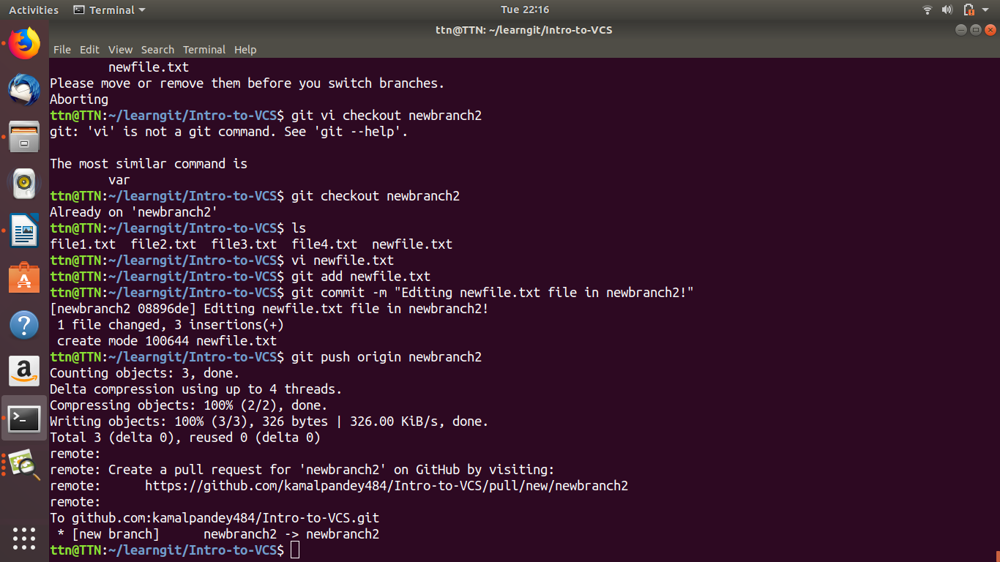 Activities Terminal Tue 22:16
ttn@TTN: ~/learngit/Intro-to-VCS
File Edit View Search Terminal Help
        newfile.txt
Please move or remove them before you switch branches.
Aborting
ttn@TTN:~/learngit/Intro-to-VCS$ git vi checkout newbranch2
git: 'vi' is not a git command. See 'git --help'.

The most similar command is
        var
ttn@TTN:~/learngit/Intro-to-VCS$ git checkout newbranch2
Already on 'newbranch2'
ttn@TTN:~/learngit/Intro-to-VCS$ ls
file1.txt  file2.txt  file3.txt  file4.txt  newfile.txt
ttn@TTN:~/learngit/Intro-to-VCS$ vi newfile.txt
ttn@TTN:~/learngit/Intro-to-VCS$ git add newfile.txt
ttn@TTN:~/learngit/Intro-to-VCS$ git commit -m "Editing newfile.txt file in newbranch2!"
[newbranch2 08896de] Editing newfile.txt file in newbranch2!
 1 file changed, 3 insertions(+)
 create mode 100644 newfile.txt
ttn@TTN:~/learngit/Intro-to-VCS$ git push origin newbranch2
Counting objects: 3, done.
Delta compression using up to 4 threads.
Compressing objects: 100% (2/2), done.
Writing objects: 100% (3/3), 326 bytes | 326.00 KiB/s, done.
Total 3 (delta 0), reused 0 (delta 0)
remote:
remote: Create a pull request for 'newbranch2' on GitHub by visiting:
remote:      https://github.com/kamalpandey484/Intro-to-VCS/pull/new/newbranch2
remote:
To github.com:kamalpandey484/Intro-to-VCS.git
 * [new branch]      newbranch2 -> newbranch2
ttn@TTN:~/learngit/Intro-to-VCS$